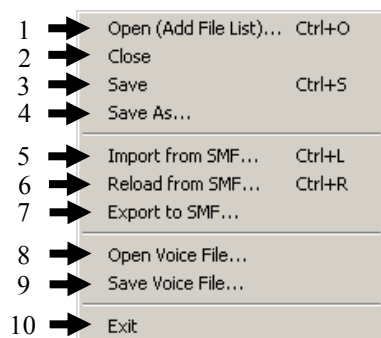 1 Open (Add File List)... Ctrl+O
2 Close
3 Save Ctrl+S
4 Save As...
5 Import from SMF... Ctrl+L
6 Reload from SMF... Ctrl+R
7 Export to SMF...
8 Open Voice File...
9 Save Voice File...
10 Exit